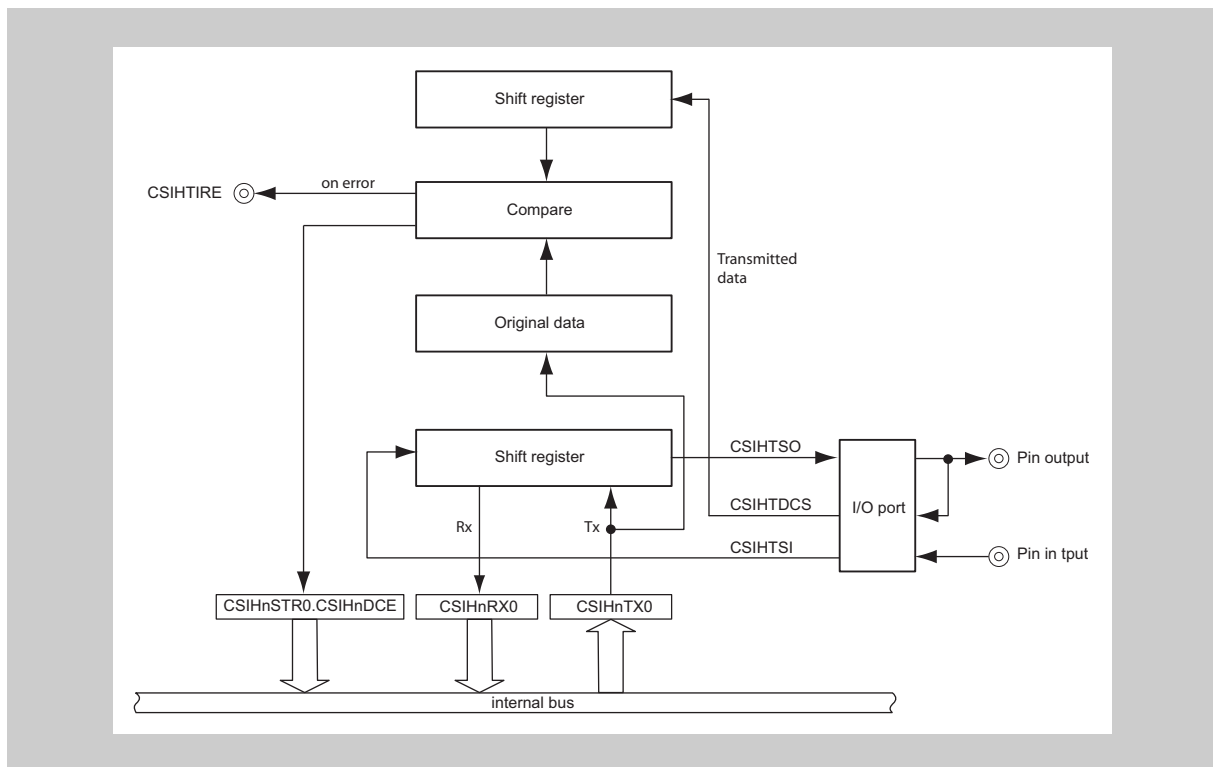 Shift register
on error
CSIHTIRE
Compare
Transmitted
data
Original data
Shift register
CSIHTSO
Pin output
CSIHTDCS
I/O port
Rx
Tx
CSIHTSI
Pin in tput
CSIHnSTR0.CSIHnDCE
CSIHnRX0
CSIHnTX0
internal bus